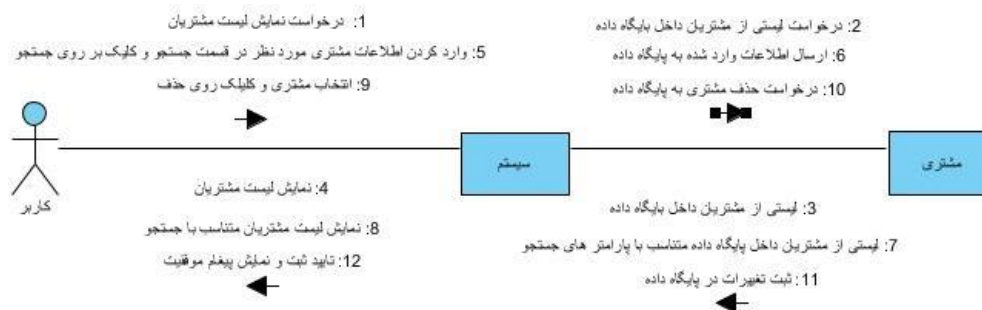 1: درخواست نمایش لیست مشتریان
5: وارد کردن اطلاعات مشتری مورد نظر در قسمت جستجو و کلیک بر روی جستجو
9: انتخاب مشتری و کلیلک روی حذف
2: درخواست لیستی از مشتریان داخل بایگاه داده
6: ارسال اطلاعات وارد شده به پایگاه داده
10: درخواست حذف مشتری به پایگاه داده
کاربر
سیستم
مشتری
4: نمایش لیست مشتریان
8: نمایش لیست مشتریان متناسب با جستجو
12: تایید ثبت و نمایش پیغام موفقیت
3: لیستی از مشتریان داخل بایگاه داده
7: لیستی از مشتریان داخل پایگاه داده متناسب با پارامتر های جستجو
11: ثبت تغییرات در پایگاه داده